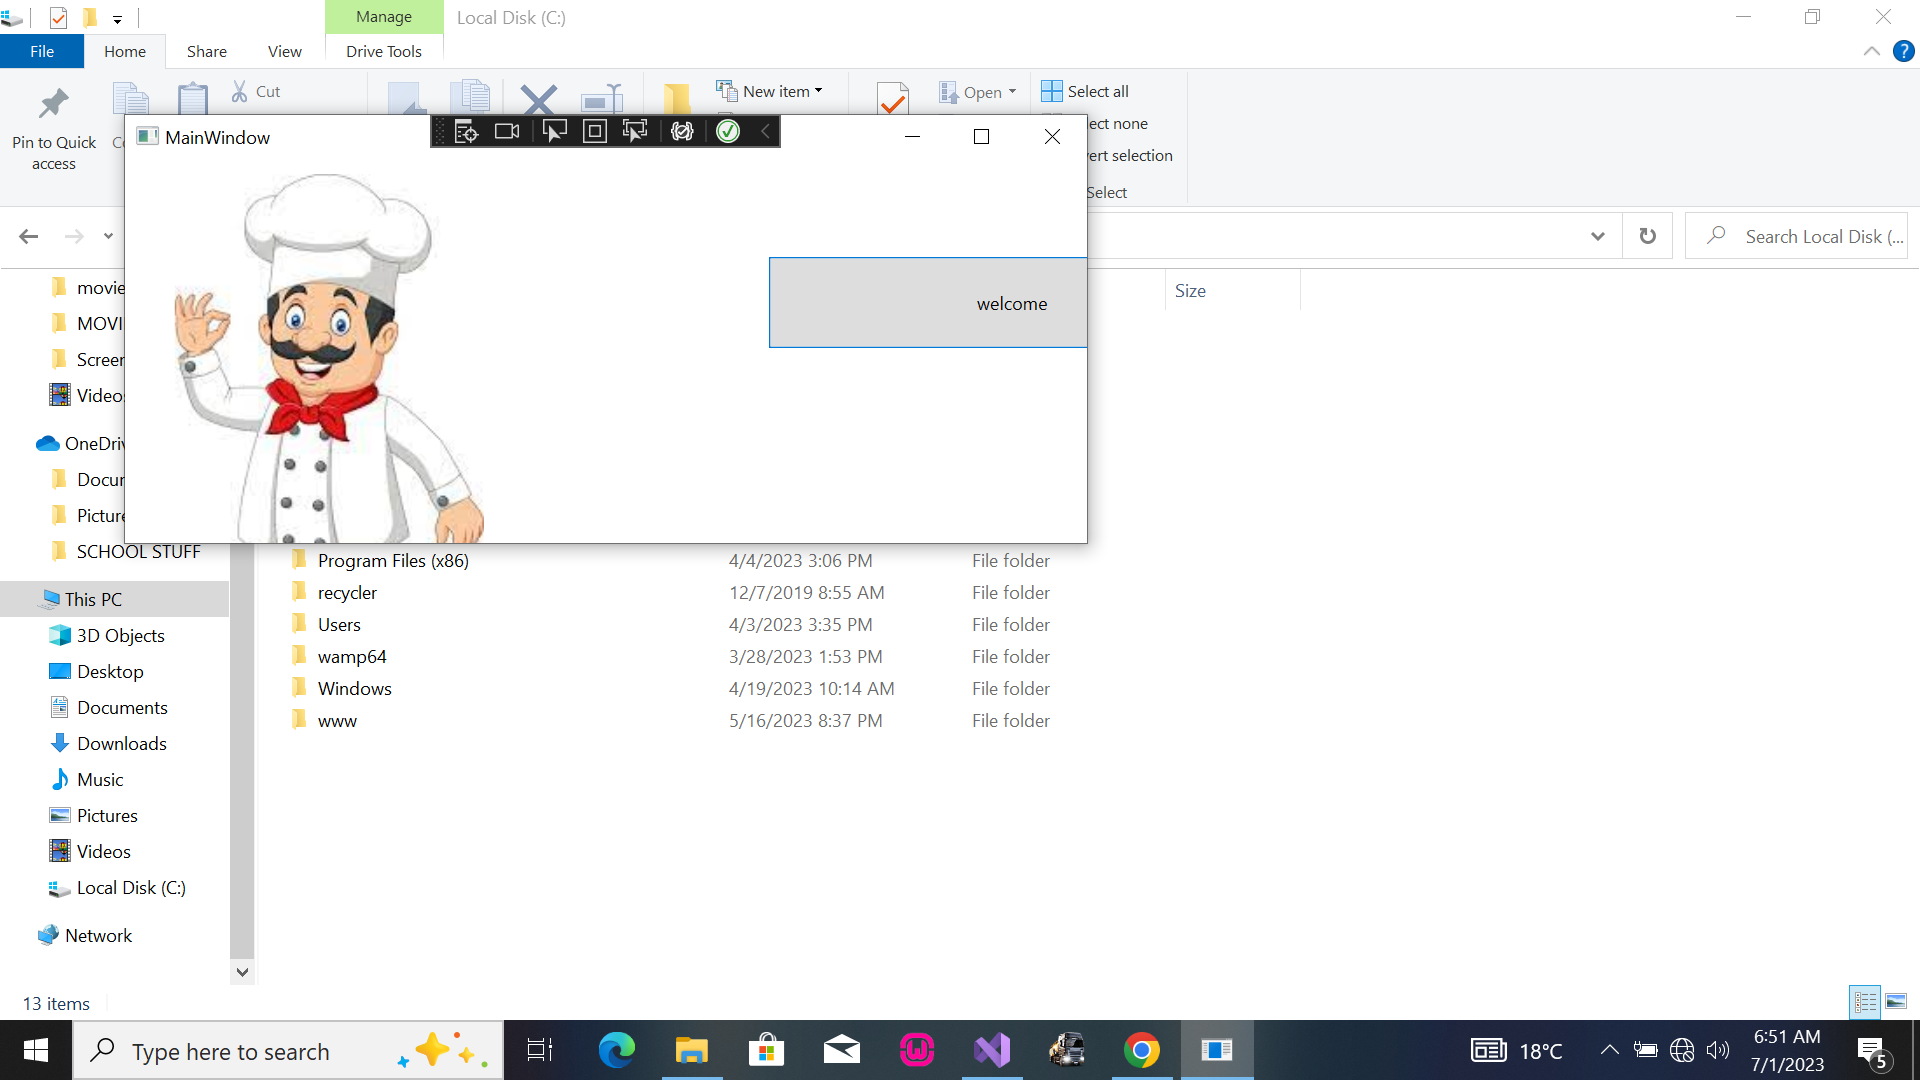 Manage
Local Disk (C:)
File
Home
Share
View
Drive Tools
Pin to Quick
access
Cut
New item
Open
Select all
ect none
ert selection
Select
MainWindow
welcome
Search Local Disk (...
Size
movie
MOVI
Screer
Video
OneDriv
Docur
Picture
SCHOOL STUFF
This PC
3D Objects
Desktop
Documents
Downloads
Music
Pictures
Videos
Local Disk (C:)
Network
Program Files (x86) 4/4/2023 3:06 PM File folder
recycler 12/7/2019 8:55 AM File folder
Users 4/3/2023 3:35 PM File folder
wamp64 3/28/2023 1:53 PM File folder
Windows 4/19/2023 10:14 AM File folder
www 5/16/2023 8:37 PM File folder
13 items
Type here to search
18°C
6:51 AM
7/1/2023
5